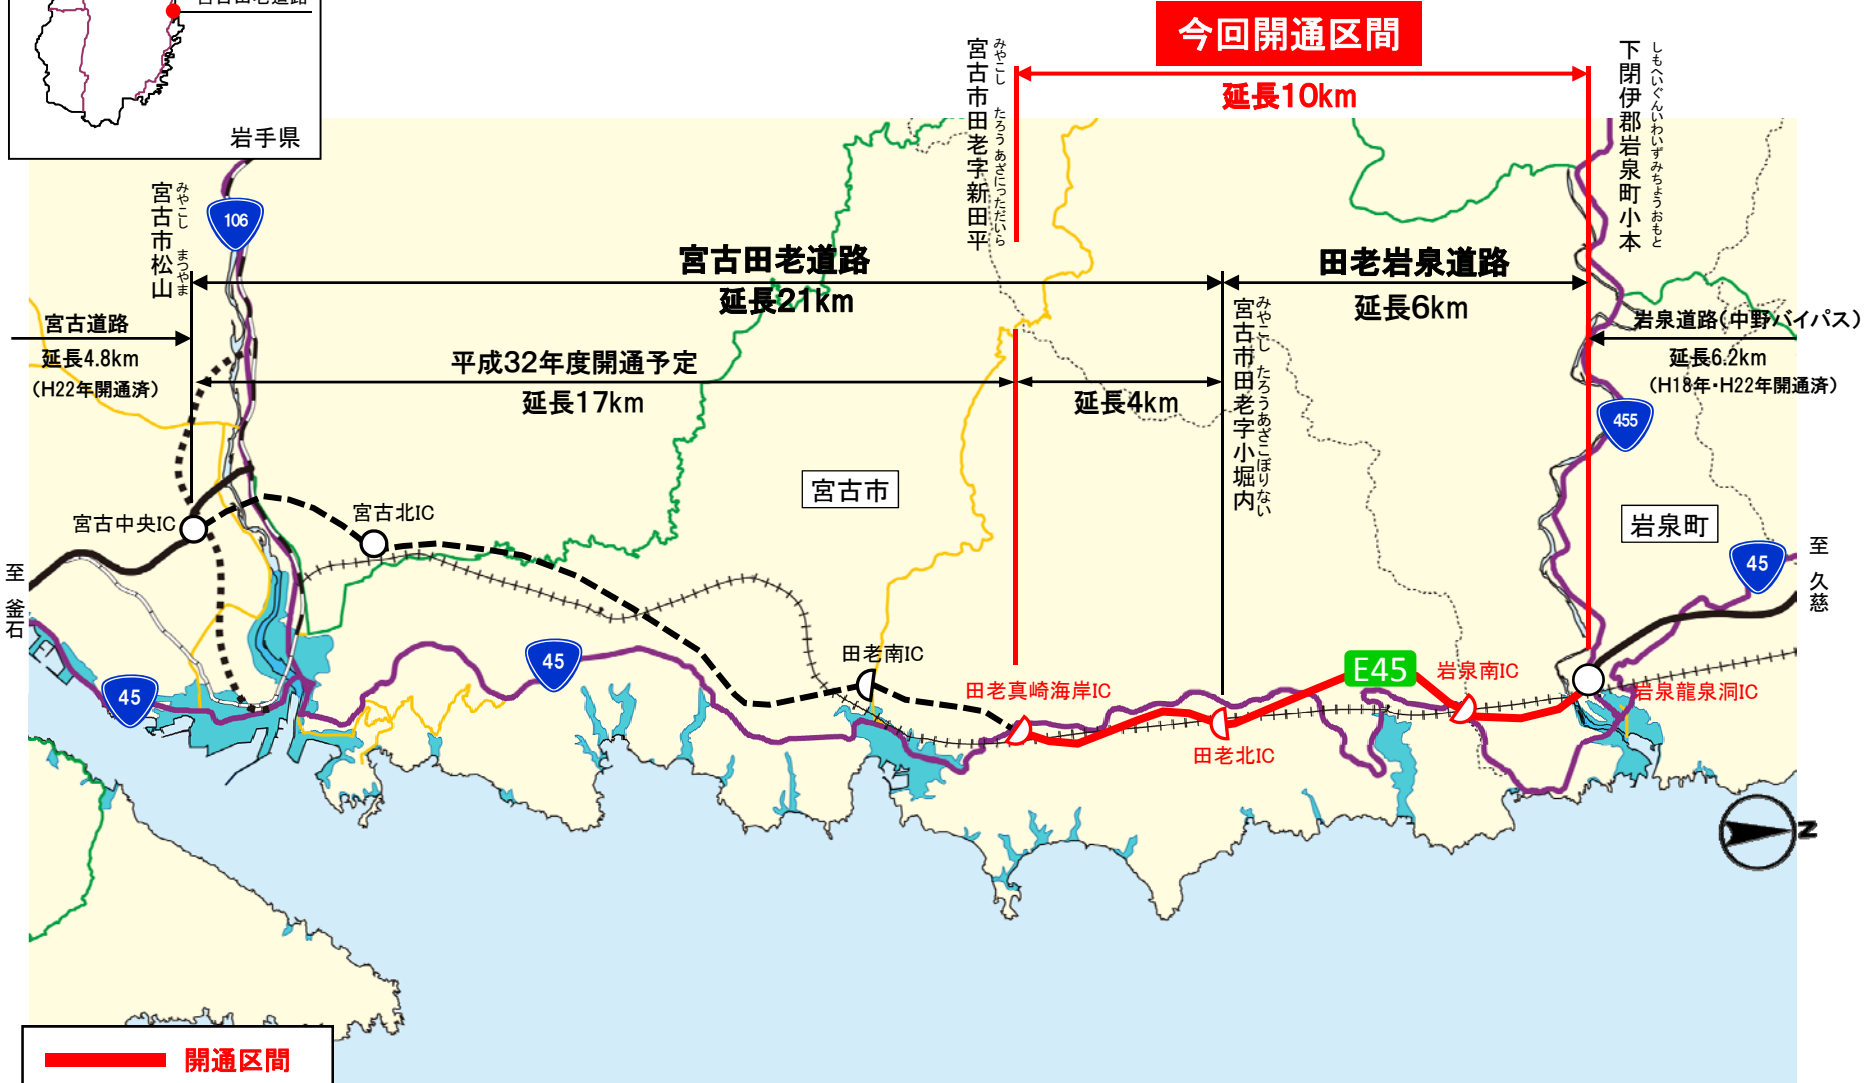 宮古田老道路
岩手県
今回開通区間
延長10km
宮古市田老字新田平
みやこし たろうあざにっただいら
下閉伊郡岩泉町小本
しもへいぐんいわいずみちょうおもと
宮古市松山
みやこし まつやま
106
宮古田老道路
延長21km
田老岩泉道路
延長6km
宮古道路
延長4.8km
（H22年開通済）
平成32年度開通予定
延長17km
延長4km
宮古市田老字小堀内
みやこし たろうあざこぼりない
岩泉道路(中野バイパス)
延長6.2km
（H18年・H22年開通済）
455
宮古市
岩泉町
宮古中央IC
宮古北IC
至 釜石
45
至 久慈
45
45
田老南IC
田老真崎海岸IC
E45
岩泉南IC
岩泉龍泉洞IC
田老北IC
N
開通区間